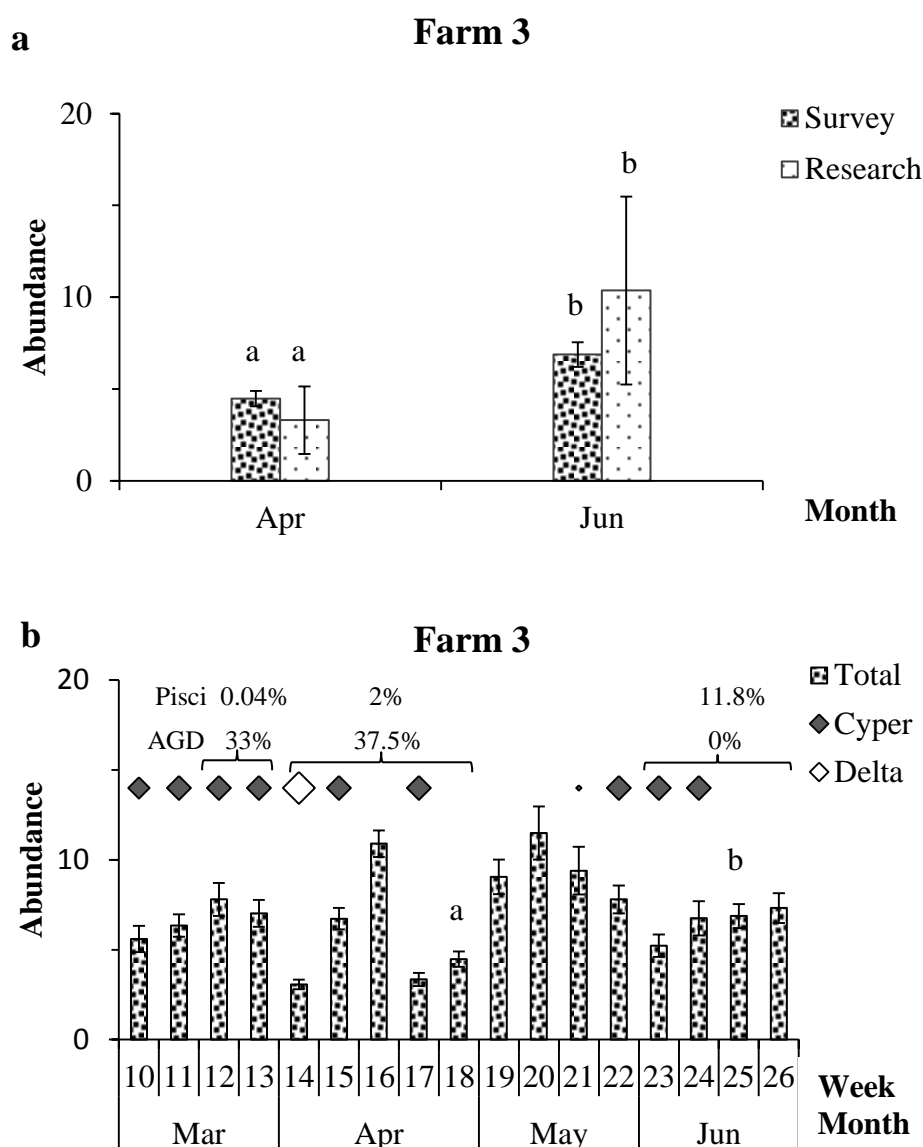 a
Farm 3
20
Survey
Research
b
b
a a
10
0
Abundance
Apr Jun
Month
b
Farm 3
20
Total
Cyper
Delta
Pisci 0.04% 2% 11.8%
AGD 33% 37.5% 0%
10
b
a
0
Abundance
10 11 12 13 14 15 16 17 18 19 20 21 22 23 24 25 26
Week
Mar Apr May Jun
Month